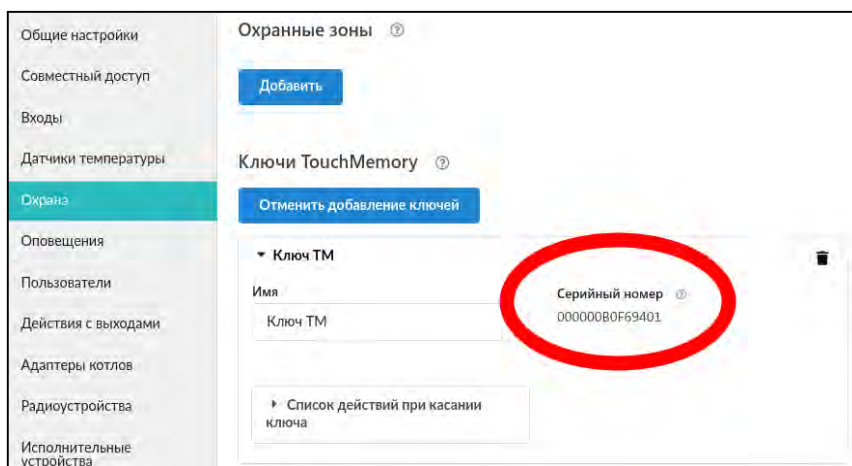 Общие настройки
Совместный доступ
Входы
Датчики температуры
Охрана
Оповещения
Пользователи
Действия с выходами
Адаптеры котлов
Радиоустройства
Исполнительные
устройства
Охранные зоны
Добавить
Ключи TouchMemory
Отменить добавление ключей
Ключ ТМ
Имя
Ключ ТМ
Серийный номер
000000B0F69401
Список действий при касании
ключа